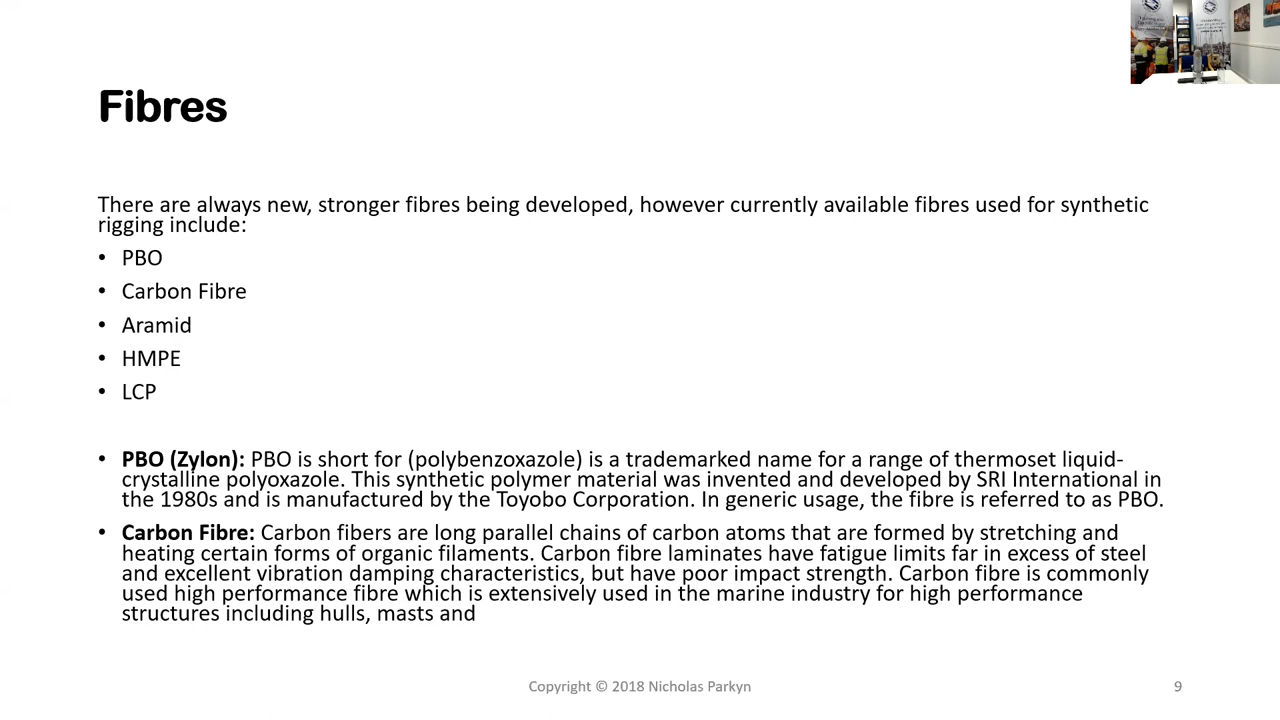 Fibres
There are always new, stronger fibres being developed, however currently available fibres used for synthetic
rigging include:
• PBO
• Carbon Fibre
• Aramid
• HMPE
• LCP
• PBO (Zylon): PBO is short for (polybenzoxazole) is a trademarked name for a range of thermoset liquid-
crystalline polyoxazole. This synthetic polymer material was invented and developed by SRI International in
the 1980s and is manufactured by the Toyobo Corporation. In generic usage, the fibre is referred to as PBO.
• Carbon Fibre: Carbon fibers are long parallel chains of carbon atoms that are formed by stretching and
heating certain forms of organic filaments. Carbon fibre laminates have fatigue limits far in excess of steel
and excellent vibration damping characteristics, but have poor impact strength. Carbon fibre is commonly
used high performance fibre which is extensively used in the marine industry for high performance
structures including hulls, masts and
Copyright © 2018 Nicholas Parkyn
9